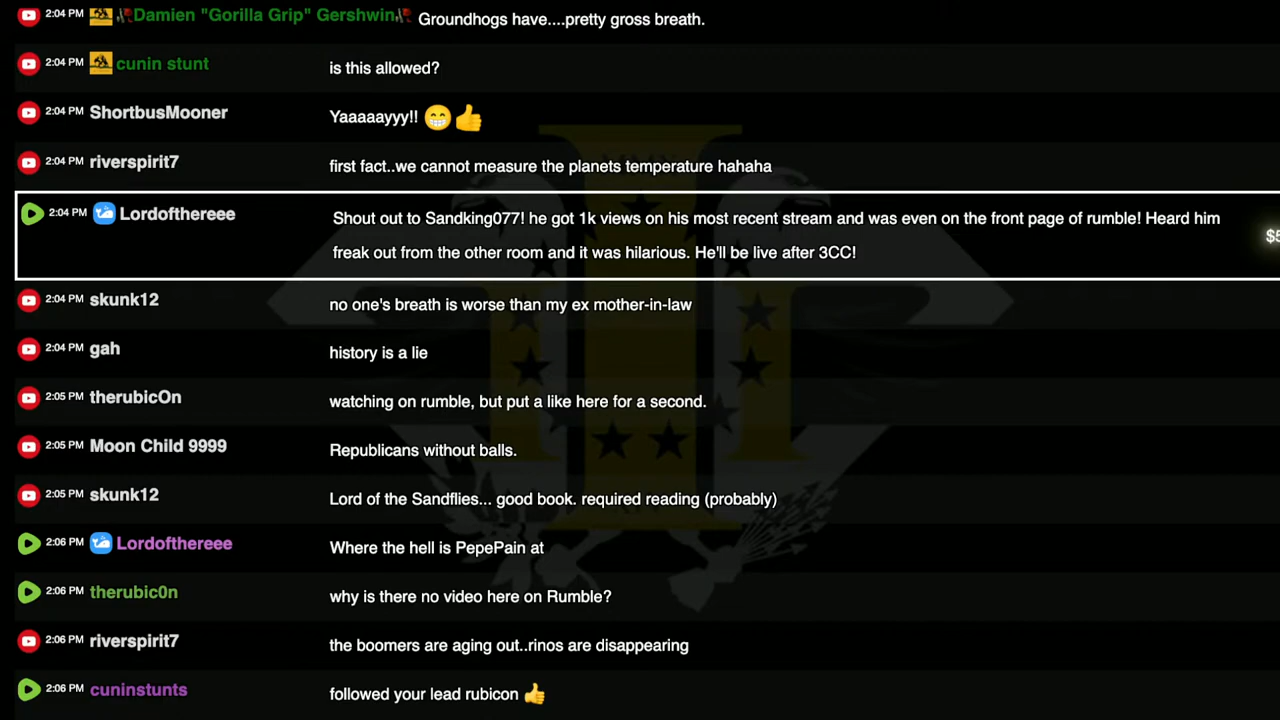 2:04 PM Damien "Gorilla Grip" Gershwin Groundhogs have....pretty gross breath.
2:04 PM cunin stunt is this allowed?
2:04 PM ShortbusMooner Yaaaaayyy!! 😁👍
2:04 PM riverspirit7 first fact..we cannot measure the planets temperature hahaha
2:04 PM Lordofthereee Shout out to Sandking077! he got 1k views on his most recent stream and was even on the front page of rumble! Heard him
freak out from the other room and it was hilarious. He'll be live after 3CC!
2:04 PM skunk12 no one's breath is worse than my ex mother-in-law
2:04 PM gah history is a lie
2:05 PM therubicOn watching on rumble, but put a like here for a second.
2:05 PM Moon Child 9999 Republicans without balls.
2:05 PM skunk12 Lord of the Sandflies... good book. required reading (probably)
2:06 PM Lordofthereee Where the hell is PepePain at
2:06 PM therubic0n why is there no video here on Rumble?
2:06 PM riverspirit7 the boomers are aging out..rinos are disappearing
2:06 PM cuninstunts followed your lead rubicon 👍